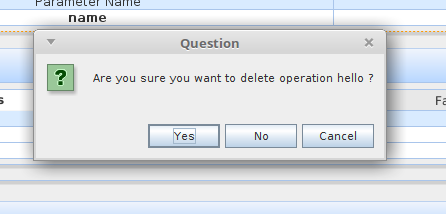 Parameter Name
name
Question
Are you sure you want to delete operation hello ?
?
Yes
No
Cancel